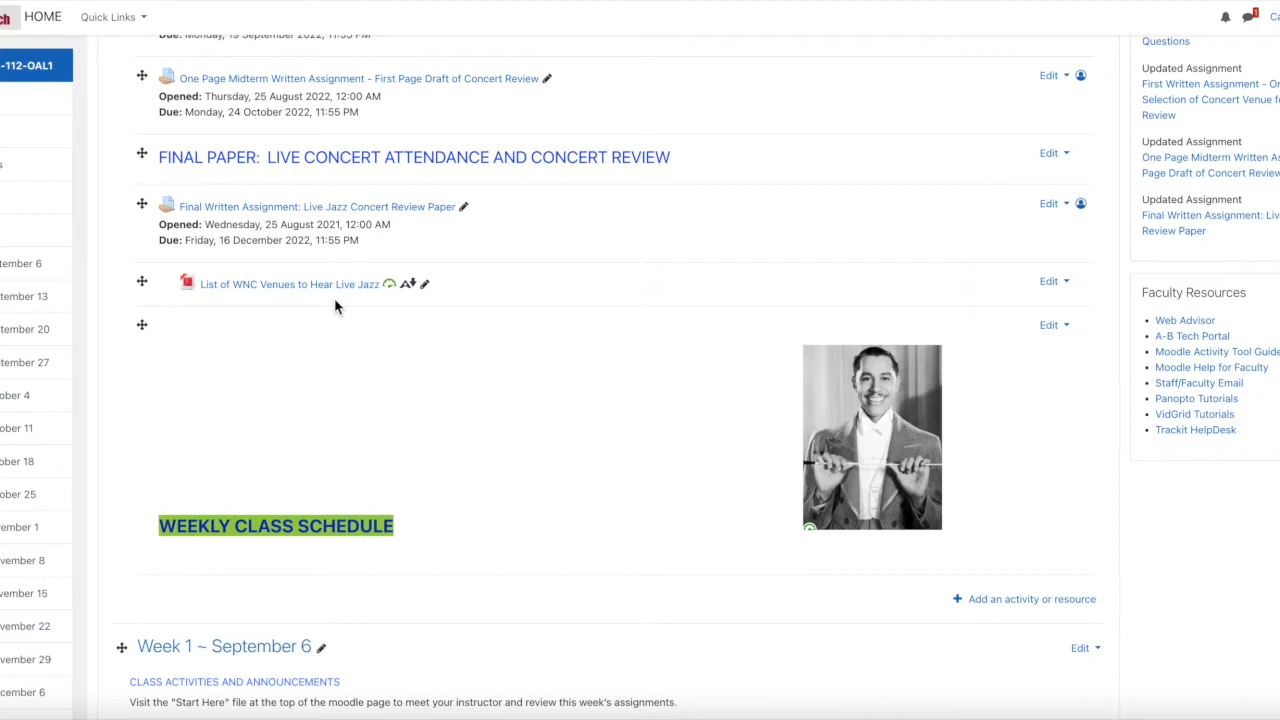 ch HOME Quick Links
1
-112-OAL1
s
tember 6
tember 13
tember 20
tember 27
ober 4
ober 11
ober 18
ober 25
vember 1
vember 8
vember 15
vember 22
vember 29
cember 6
Due: Monday, 19 September 2022, 11:55 PM
One Page Midterm Written Assignment - First Page Draft of Concert Review Edit
Opened: Thursday, 25 August 2022, 12:00 AM
Due: Monday, 24 October 2022, 11:55 PM
FINAL PAPER: LIVE CONCERT ATTENDANCE AND CONCERT REVIEW Edit
Final Written Assignment: Live Jazz Concert Review Paper Edit
Opened: Wednesday, 25 August 2021, 12:00 AM
Due: Friday, 16 December 2022, 11:55 PM
List of WNC Venues to Hear Live Jazz Edit
Edit
WEEKLY CLASS SCHEDULE
Add an activity or resource
Week 1 ~ September 6 Edit
CLASS ACTIVITIES AND ANNOUNCEMENTS
Visit the "Start Here" file at the top of the moodle page to meet your instructor and review this week's assignments.
Questions
Updated Assignment
First Written Assignment - On
Selection of Concert Venue fo
Review
Updated Assignment
One Page Midterm Written As
Page Draft of Concert Review
Updated Assignment
Final Written Assignment: Liv
Review Paper
Faculty Resources
Web Advisor
A-B Tech Portal
Moodle Activity Tool Guide
Moodle Help for Faculty
Staff/Faculty Email
Panopto Tutorials
VidGrid Tutorials
Trackit HelpDesk